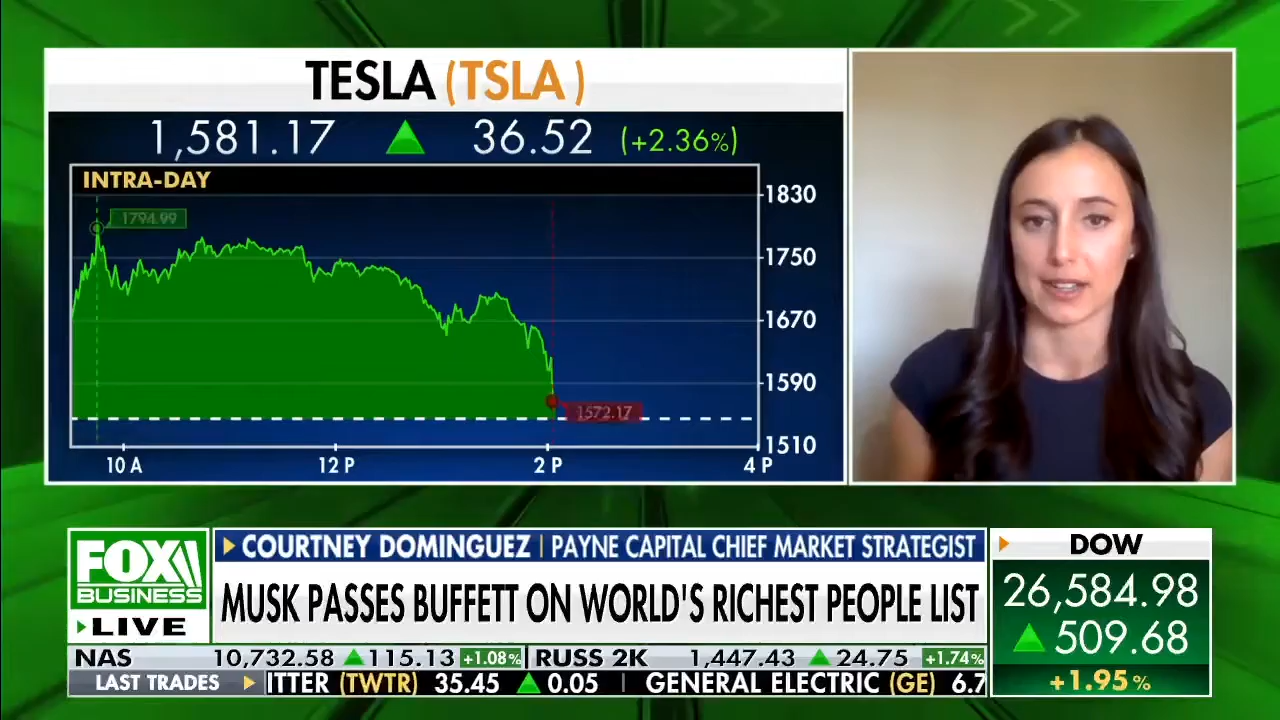 TESLA (TSLA )
1,581.17 ▲ 36.52 (+2.36%)
INTRA-DAY
1794.99
1830
1750
1670
1590
1572.17
1510
10 A 12 P 2 P 4 P
FOX BUSINESS
LIVE
COURTNEY DOMINGUEZ | PAYNE CAPITAL CHIEF MARKET STRATEGIST
MUSK PASSES BUFFETT ON WORLD'S RICHEST PEOPLE LIST
NAS 10,732.58 ▲ 115.13 +1.08% RUSS 2K 1,447.43 ▲ 24.75 +1.74%
LAST TRADES ITTER (TWTR) 35.45 ▲ 0.05 | GENERAL ELECTRIC (GE) 6.7
DOW
26,584.98
▲ 509.68
+1.95%